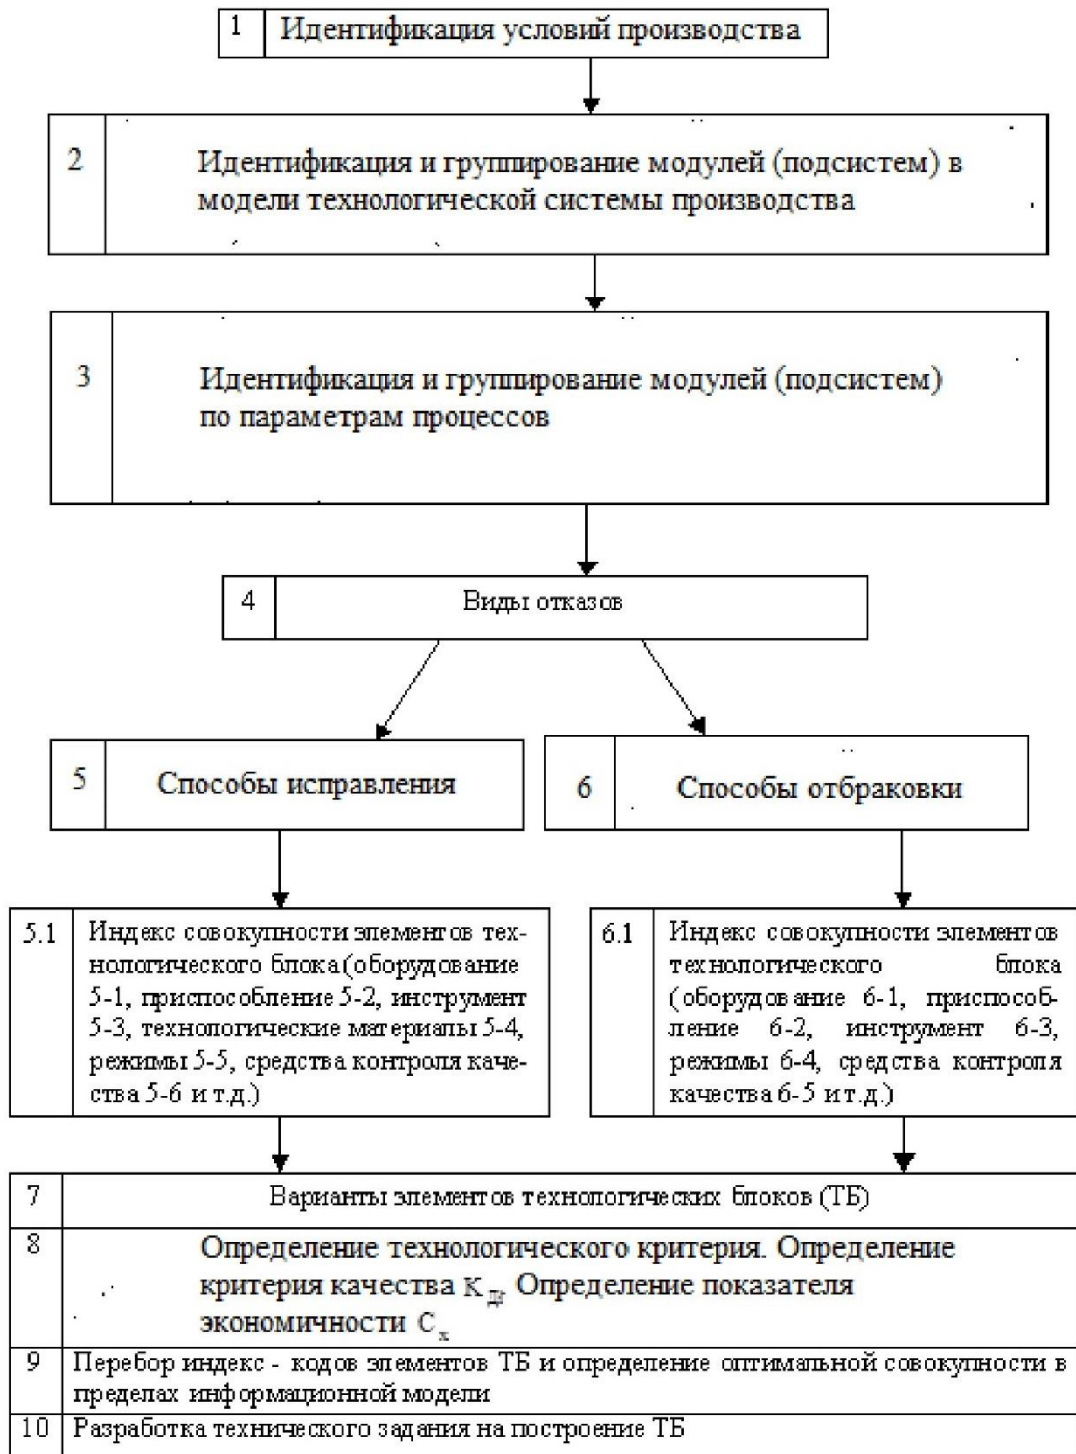 1 Идентификация условий производства
2 Идентификация и группирование модулей (подсистем) в
модели технологической системы производства
3 Идентификация и группирование модулей (подсистем)
по параметрам процессов
4 Виды отказов
5 Способы исправления
6 Способы отбраковки
5.1 Индекс совокупности элементов тех-
нологического блока(оборудование
5-1, приспособление 5-2, инструмент
5-3, технологические материалы 5-4,
режимы 5-5, средства контроля каче-
ства 5-6 и т.д.)
6.1 Индекс совокупности элементов
технологического блока
(оборудование 6-1, приспособ-
ление 6-2, инструмент 6-3,
режимы 6-4, средства контроля
качества 6-5 и т.д.)
7 Варианты элементов технологических блоков (ТБ)
8 Определение технологического критерия. Определение
критерия качества К Определение показателя
экономичности С
9 Перебор индекс - кодов элементов ТБ и определение оптимальной совокупности в
пределах информационной модели
10 Разработка технического задания на построение ТБ